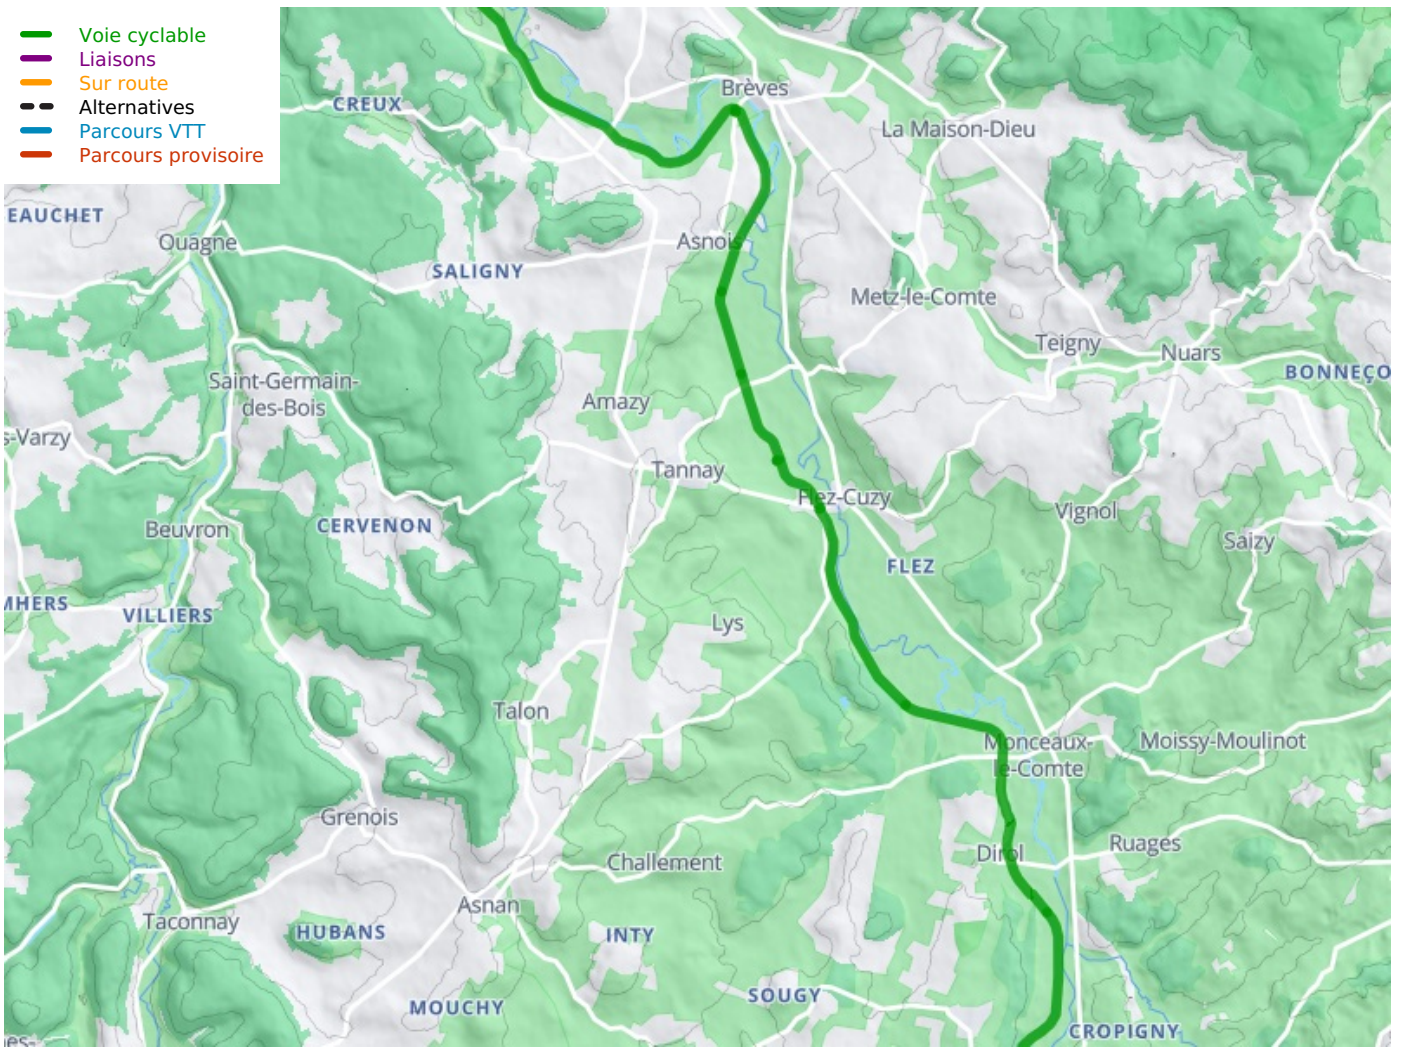 Voie cyclable
Liaisons
Sur route
Alternatives
Parcours VTT
Parcours provisoire
Brèves
CREUX
La Maison-Dieu
EAUCHET
Ouagne
Asnois
SALIGNY
Metz-le-Comte
Teigny
Nuars
BONNEÇO
Saint-Germain-
des-Bois
Amazy
s-Varzy
Tannay
Flez-Cuzy
Vignol
CERVENON
Beuvron
Saizy
FLEZ
MHERS
VILLIERS
Lys
Talon
Monceaux-
le-Comte
Moissy-Moulinot
Grenois
Ruages
Dirol
Challement
Asnan
Taconnay
HUBANS
INTY
SOUGY
MOUCHY
CROPIGNY
es-